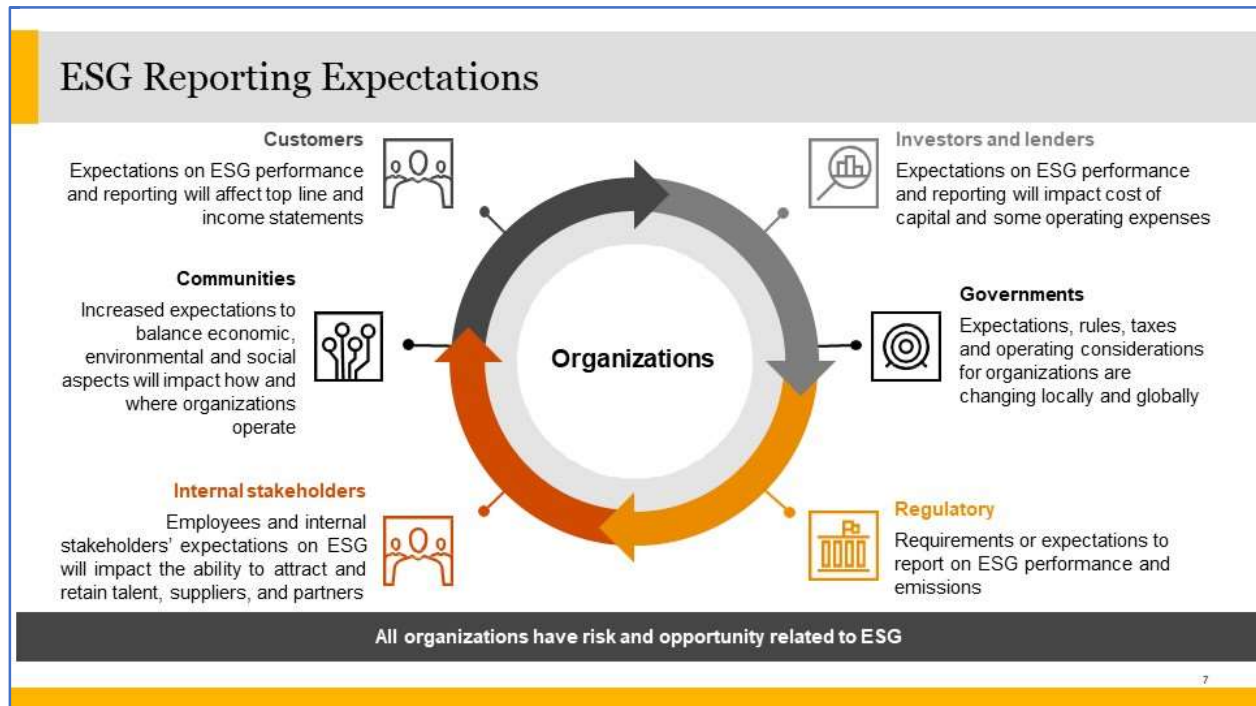 ESG Reporting Expectations
Customers
Expectations on ESG performance
and reporting will affect top line and
income statements
Investors and lenders
Expectations on ESG performance
and reporting will impact cost of
capital and some operating expenses
Communities
Increased expectations to
balance economic,
environmental and social
aspects will impact how and
where organizations
operate
Organizations
Governments
Expectations, rules, taxes
and operating considerations
for organizations are
changing locally and globally
Internal stakeholders
Employees and internal
stakeholders’ expectations on ESG
will impact the ability to attract and
retain talent, suppliers, and partners
Regulatory
Requirements or expectations to
report on ESG performance and
emissions
All organizations have risk and opportunity related to ESG
7